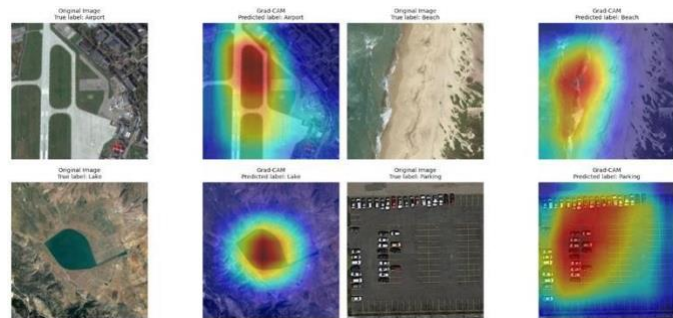 Original Image
True label: Airport
Grad-CAM
Predicted label: Airport
Original Image
True label: Beach
Grad-CAM
Predicted label: Beach
Original Image
True label: Lake
Grad-CAM
Predicted label: Lake
Original Image
True label: Parking
Grad-CAM
Predicted label: Parking